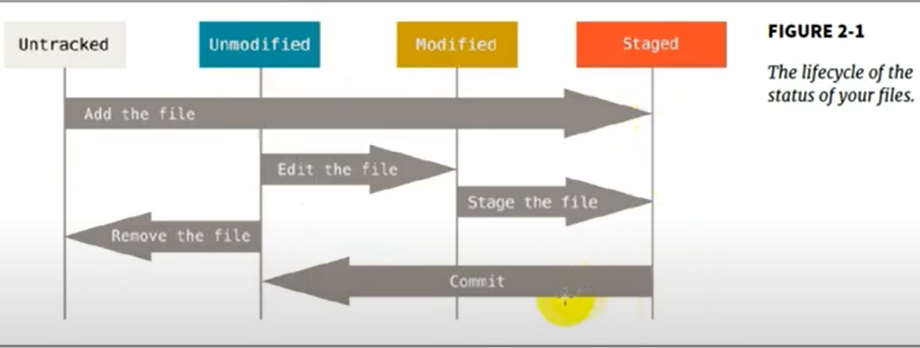 Untracked
Unmodified
Modified
Staged
FIGURE 2-1
The lifecycle of the
status of your files.
Add the file
Edit the file
Stage the file
Remove the file
Commit